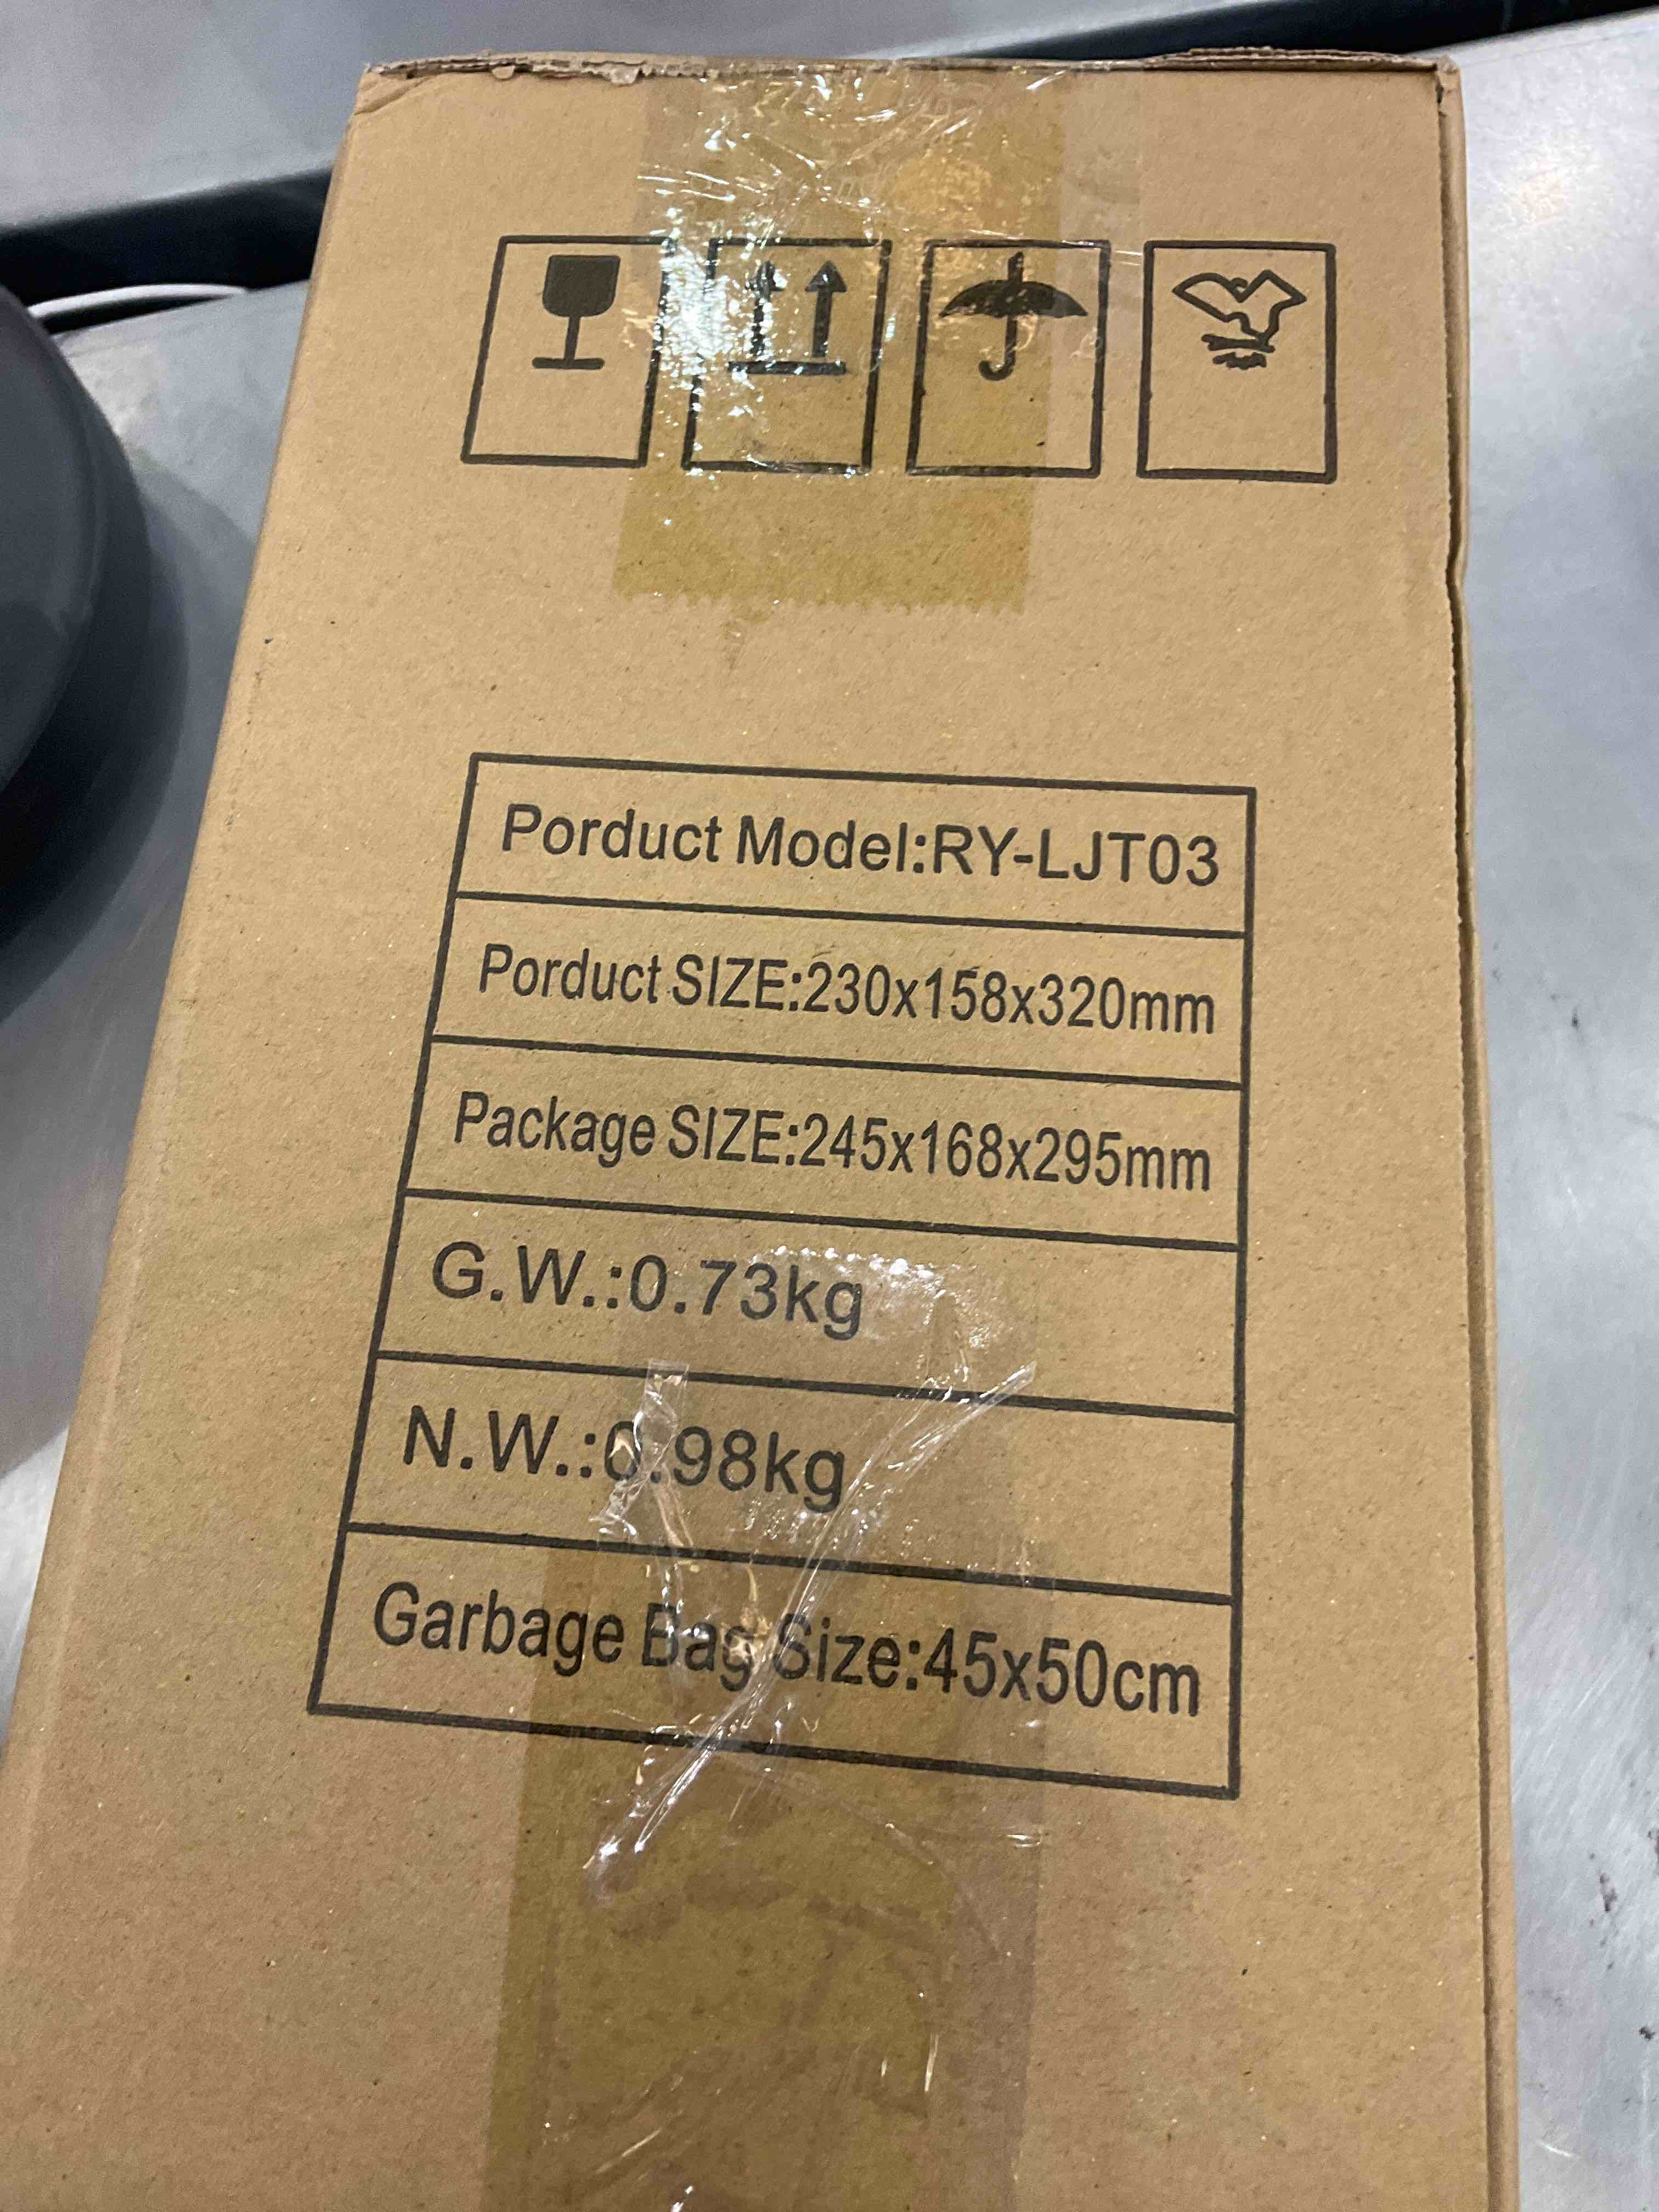 Porduct Model:RY-LJT03
Porduct SIZE:230x158x320mm
Package SIZE:245x168x295mm
G.W.:0.73kg
N.W.:0.98kg
Garbage Bag Size:45x50cm